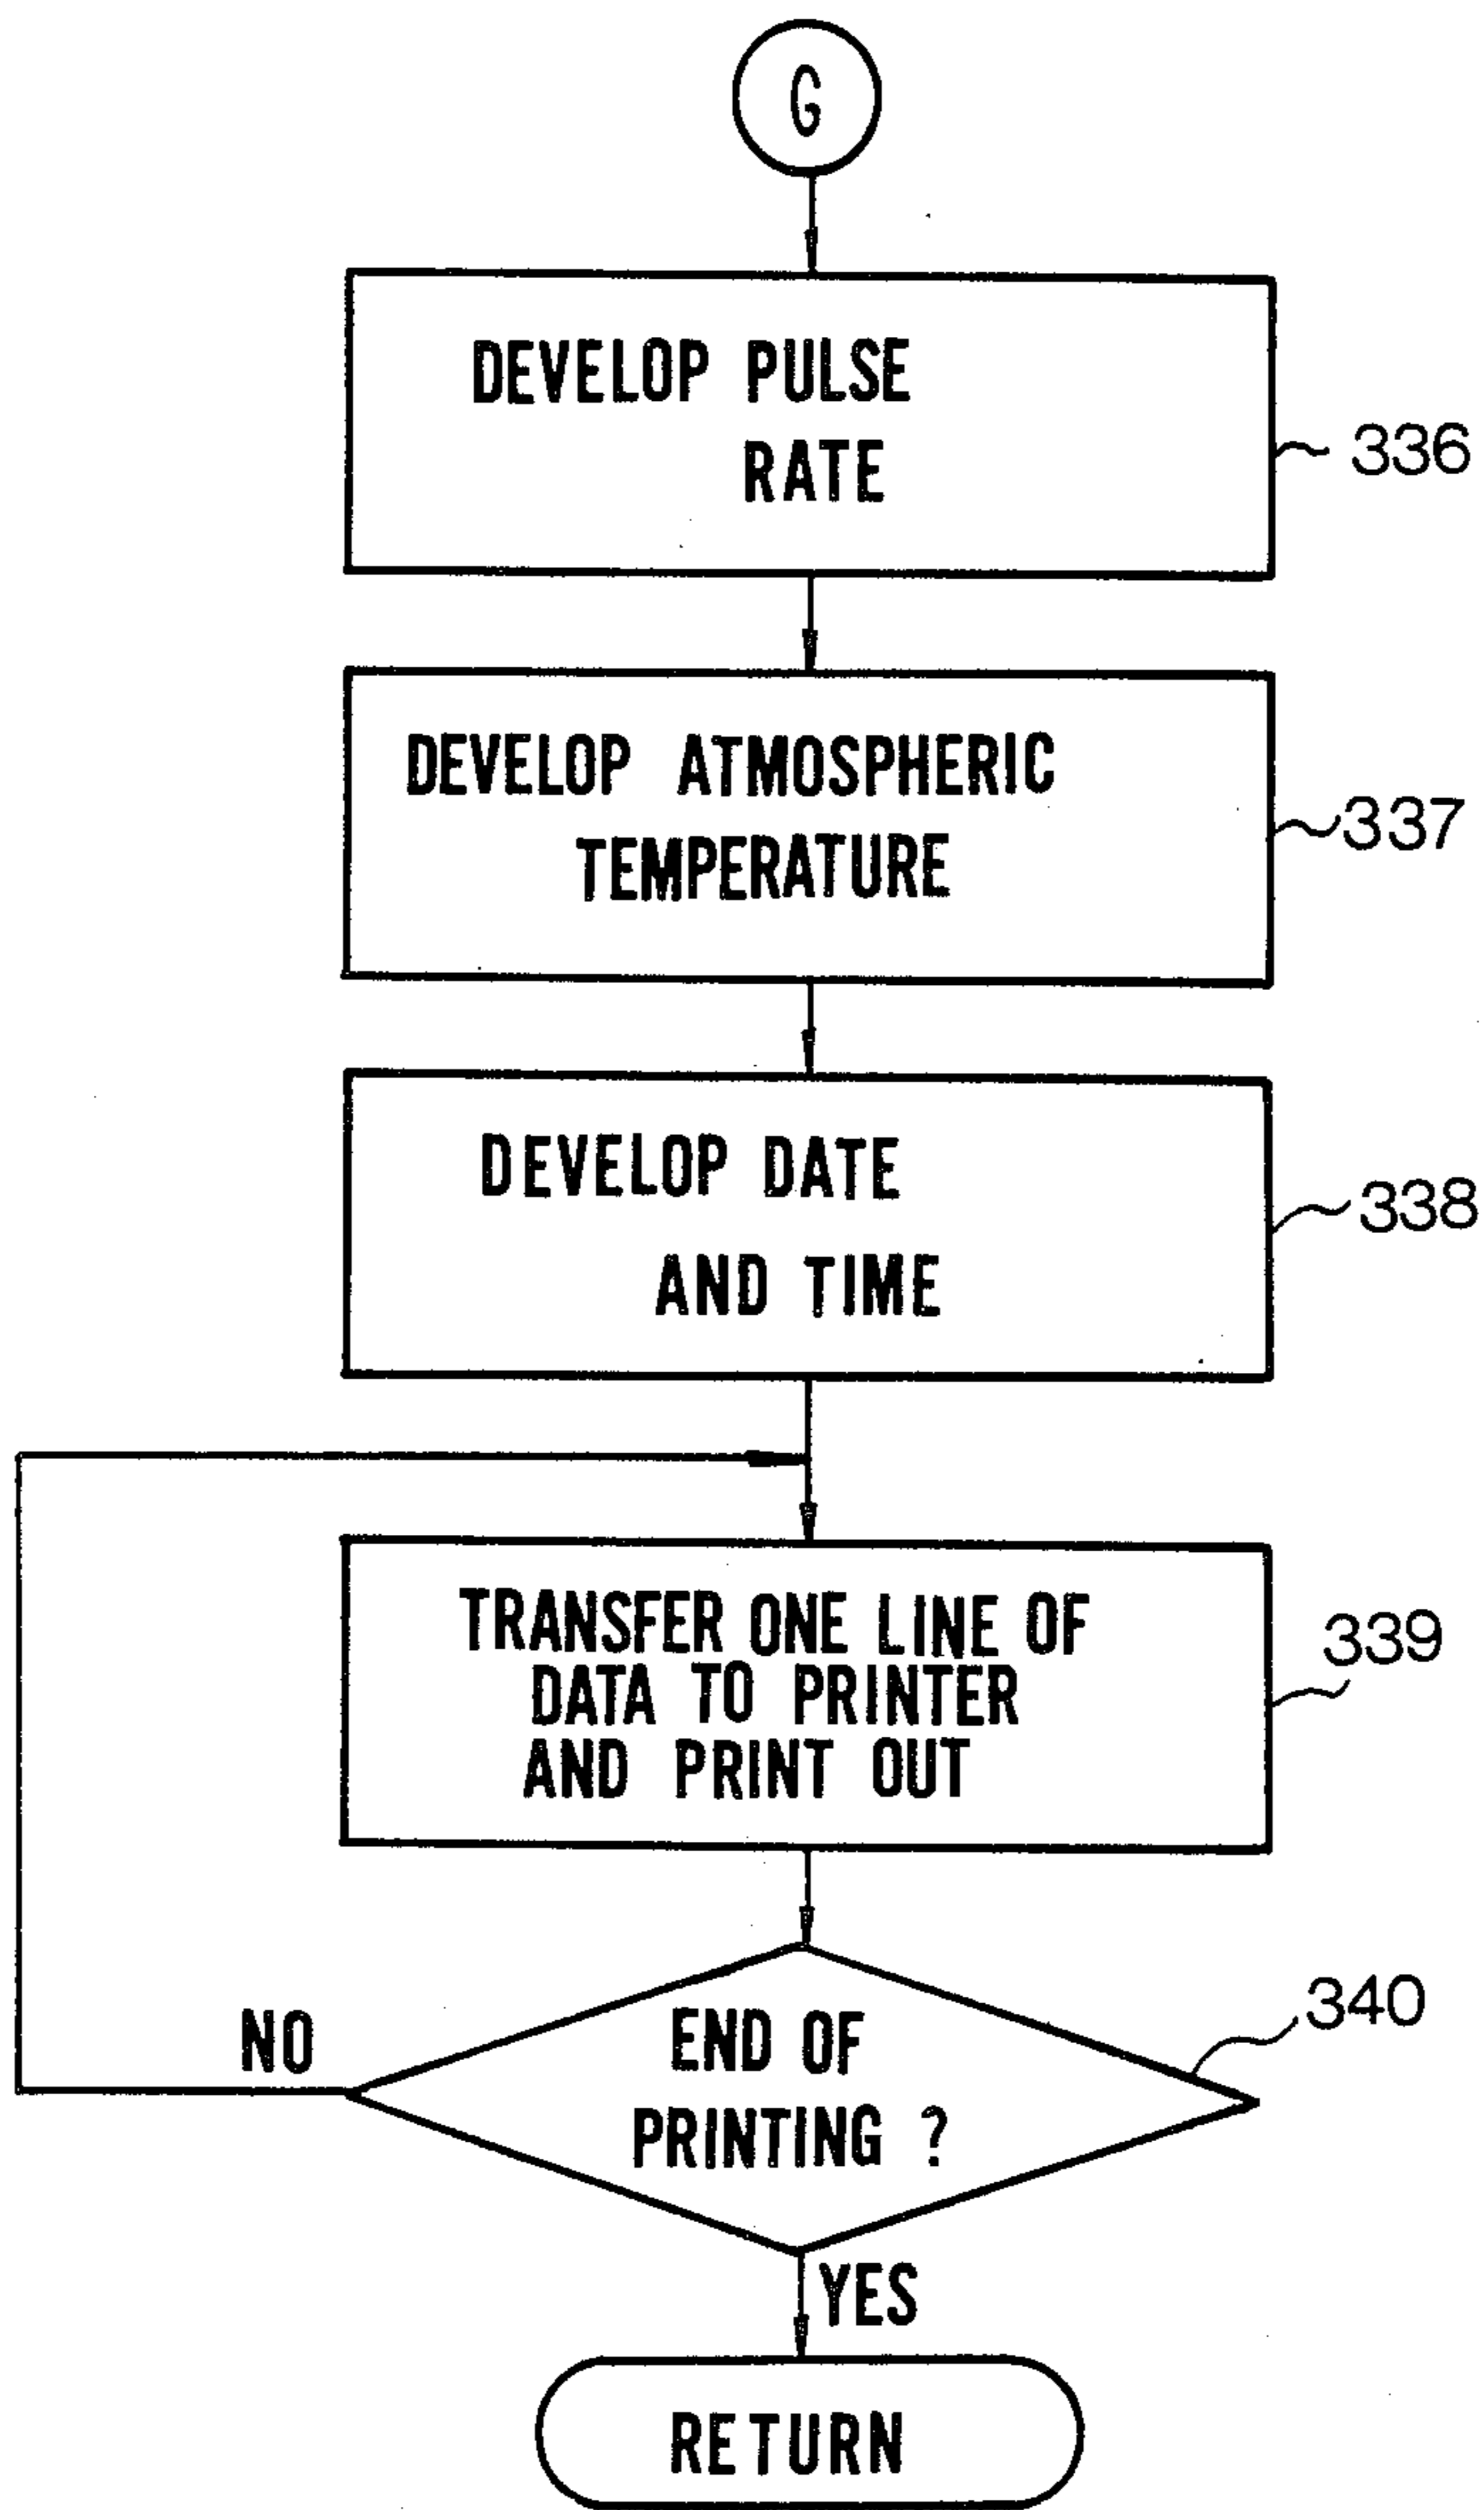 G
DEVELOP PULSE
RATE
336
DEVELOP ATMOSPHERIC
TEMPERATURE
337
DEVELOP DATE
AND TIME
338
TRANSFER ONE LINE OF
DATA TO PRINTER
AND PRINT OUT
339
340
NO
END OF
PRINTING ?
YES
RETURN